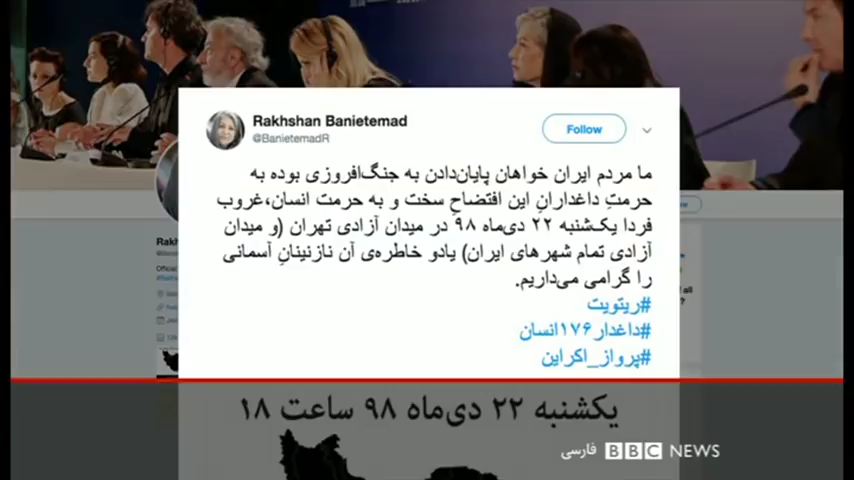 Rakhshan Banietemad
@BanietemadR
Follow
ما مردم ایران خواهان پایان‌دادن به جنگ‌افروزی بوده به
حرمتِ داغدارانِ این افتضاحِ سخت و به حرمت انسان،غروب
فردا یک‌شنبه ۲۲ دی‌ماه ۹۸ در میدان آزادی تهران (و میدان
آزادی تمام شهرهای ایران) یادو خاطره‌ی آن نازنینانِ آسمانی
را گرامی می‌داریم.
#ریتویت
#داغدار۱۷۶انسان
#پرواز_اکراین
یکشنبه ۲۲ دی‌ماه ۹۸ ساعت ۱۸
BBC NEWS فارسی